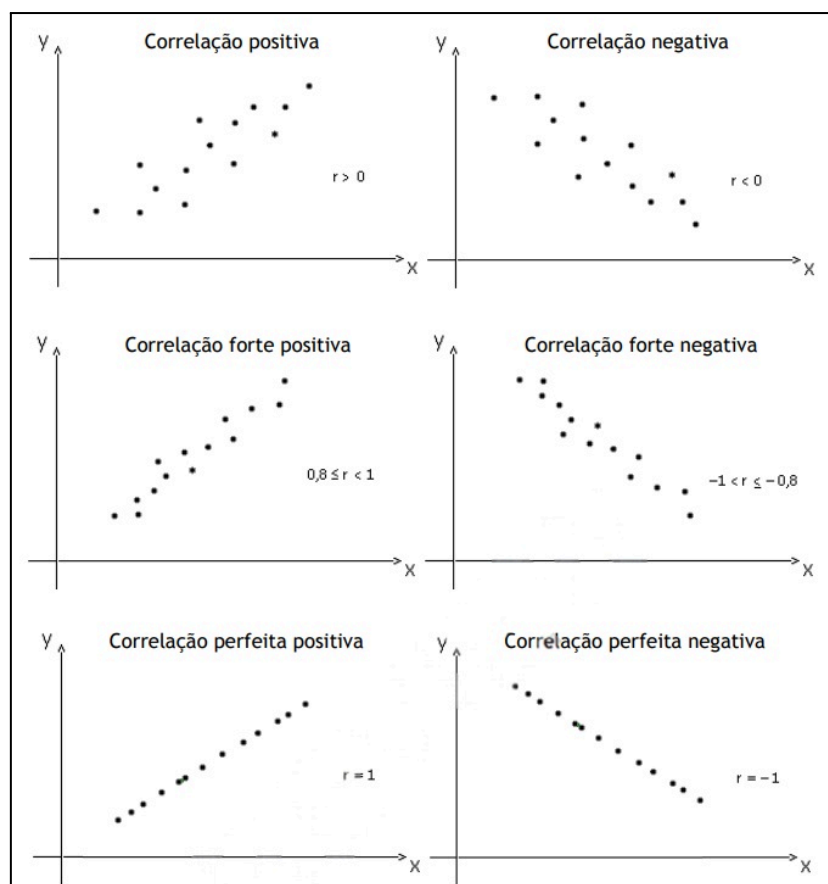 Correlação positiva
y
r > 0
x
Correlação negativa
y
r < 0
x
Correlação forte positiva
y
0,8 ≤ r < 1
x
Correlação forte negativa
y
−1 < r ≤ −0,8
x
Correlação perfeita positiva
y
r = 1
x
Correlação perfeita negativa
y
r = −1
x